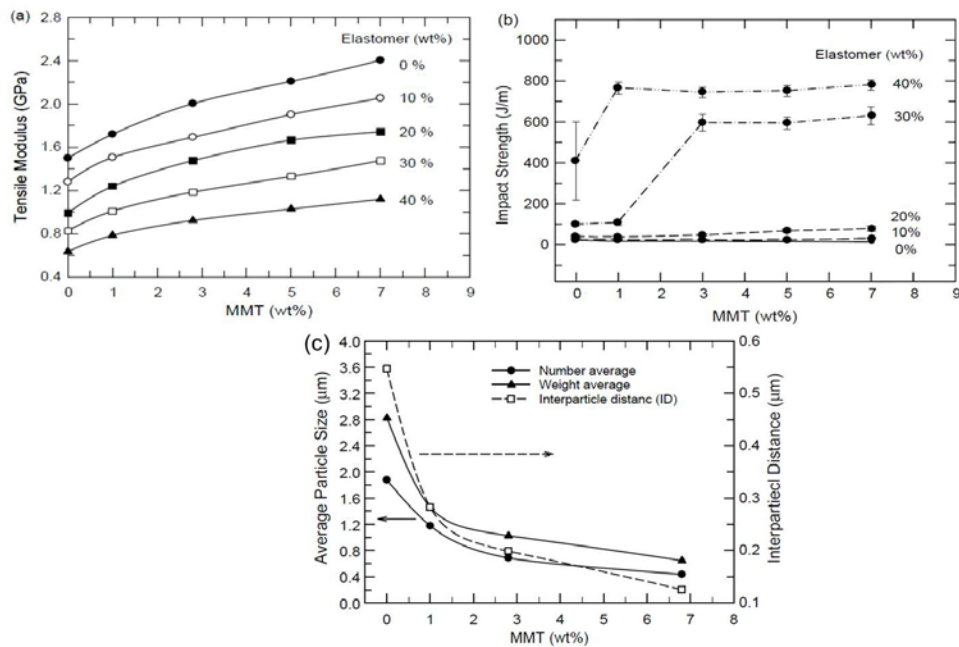 (a)
2.8
2.4
2.0
1.6
1.2
0.8
0.4
Tensile Modulus (GPa)
Elastomer (wt%)
0 %
10 %
20 %
30 %
40 %
0 1 2 3 4 5 6 7 8 9
MMT (wt%)
(b)
1000
800
600
400
200
0
Impact Strength (J/m)
Elastomer (wt%)
40%
30%
20%
10%
0%
0 1 2 3 4 5 6 7 8 9
MMT (wt%)
(c)
4.0
3.6
3.2
2.8
2.4
2.0
1.6
1.2
0.8
0.4
0.0
Average Particle Size (µm)
Number average
Weight average
Interparticle distanc (ID)
0.6
0.5
0.4
0.3
0.2
0.1
Interpartiecl Distance (µm)
0 1 2 3 4 5 6 7 8
MMT (wt%)